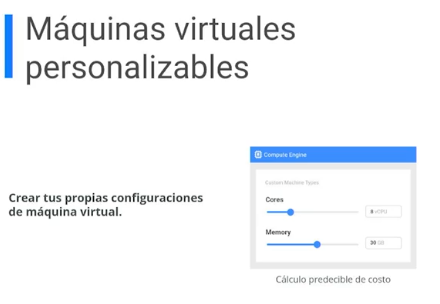 Máquinas virtuales
personalizables
Compute Engine
Custom Machine Types
Crear tus propias configuraciones
de máquina virtual.
Cores
8 vCPU
Memory
30 GB
Cálculo predecible de costo